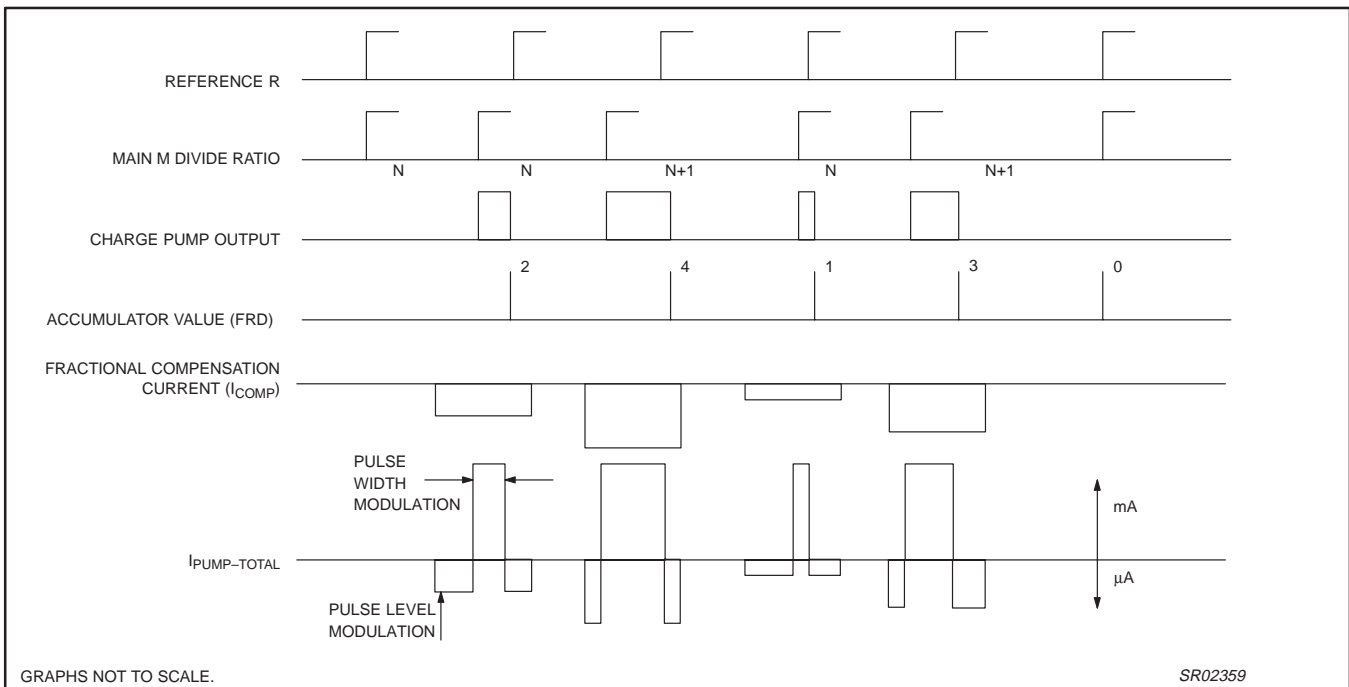 REFERENCE R
MAIN M DIVIDE RATIO
N N N+1 N N+1
CHARGE PUMP OUTPUT
2 4 1 3 0
ACCUMULATOR VALUE (FRD)
FRACTIONAL COMPENSATION
CURRENT (ICOMP)
PULSE
WIDTH
MODULATION
mA
IPUMP–TOTAL
µA
PULSE LEVEL
MODULATION
GRAPHS NOT TO SCALE.
SR02359